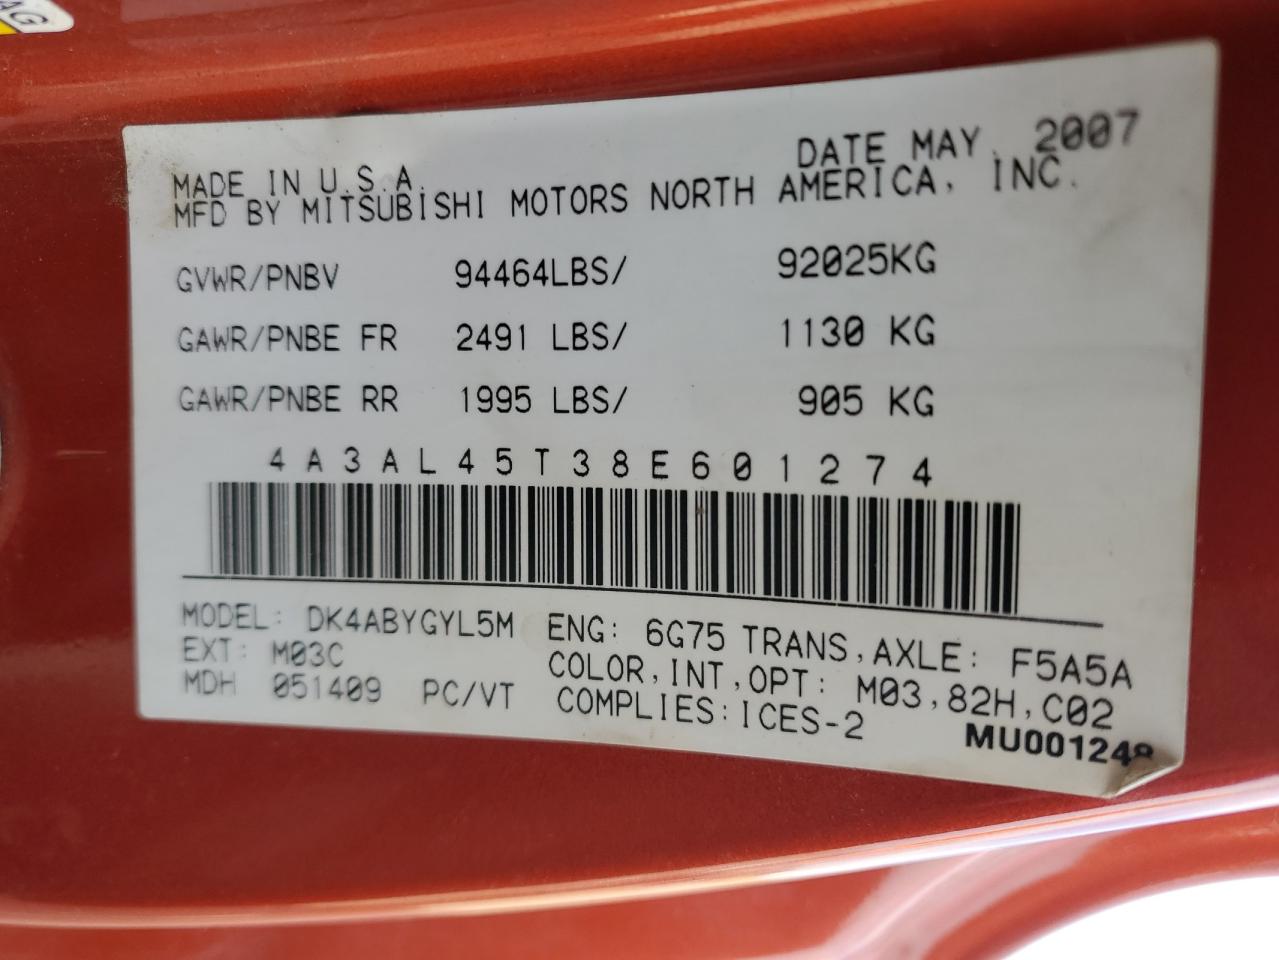 AG
DATE MAY. 2007
MADE IN U.S.A.
MFD BY MITSUBISHI MOTORS NORTH AMERICA, INC.
GVWR/PNBV 94464LBS/ 92025KG
GAWR/PNBE FR 2491 LBS/ 1130 KG
GAWR/PNBE RR 1995 LBS/ 905 KG
4A3AL45T38E601274
MODEL: DK4ABYGYL5M ENG: 6G75 TRANS,AXLE: F5A5A
EXT: M03C COLOR,INT,OPT: M03,82H,C02
MDH 051409 PC/VT COMPLIES:ICES-2
MU001248